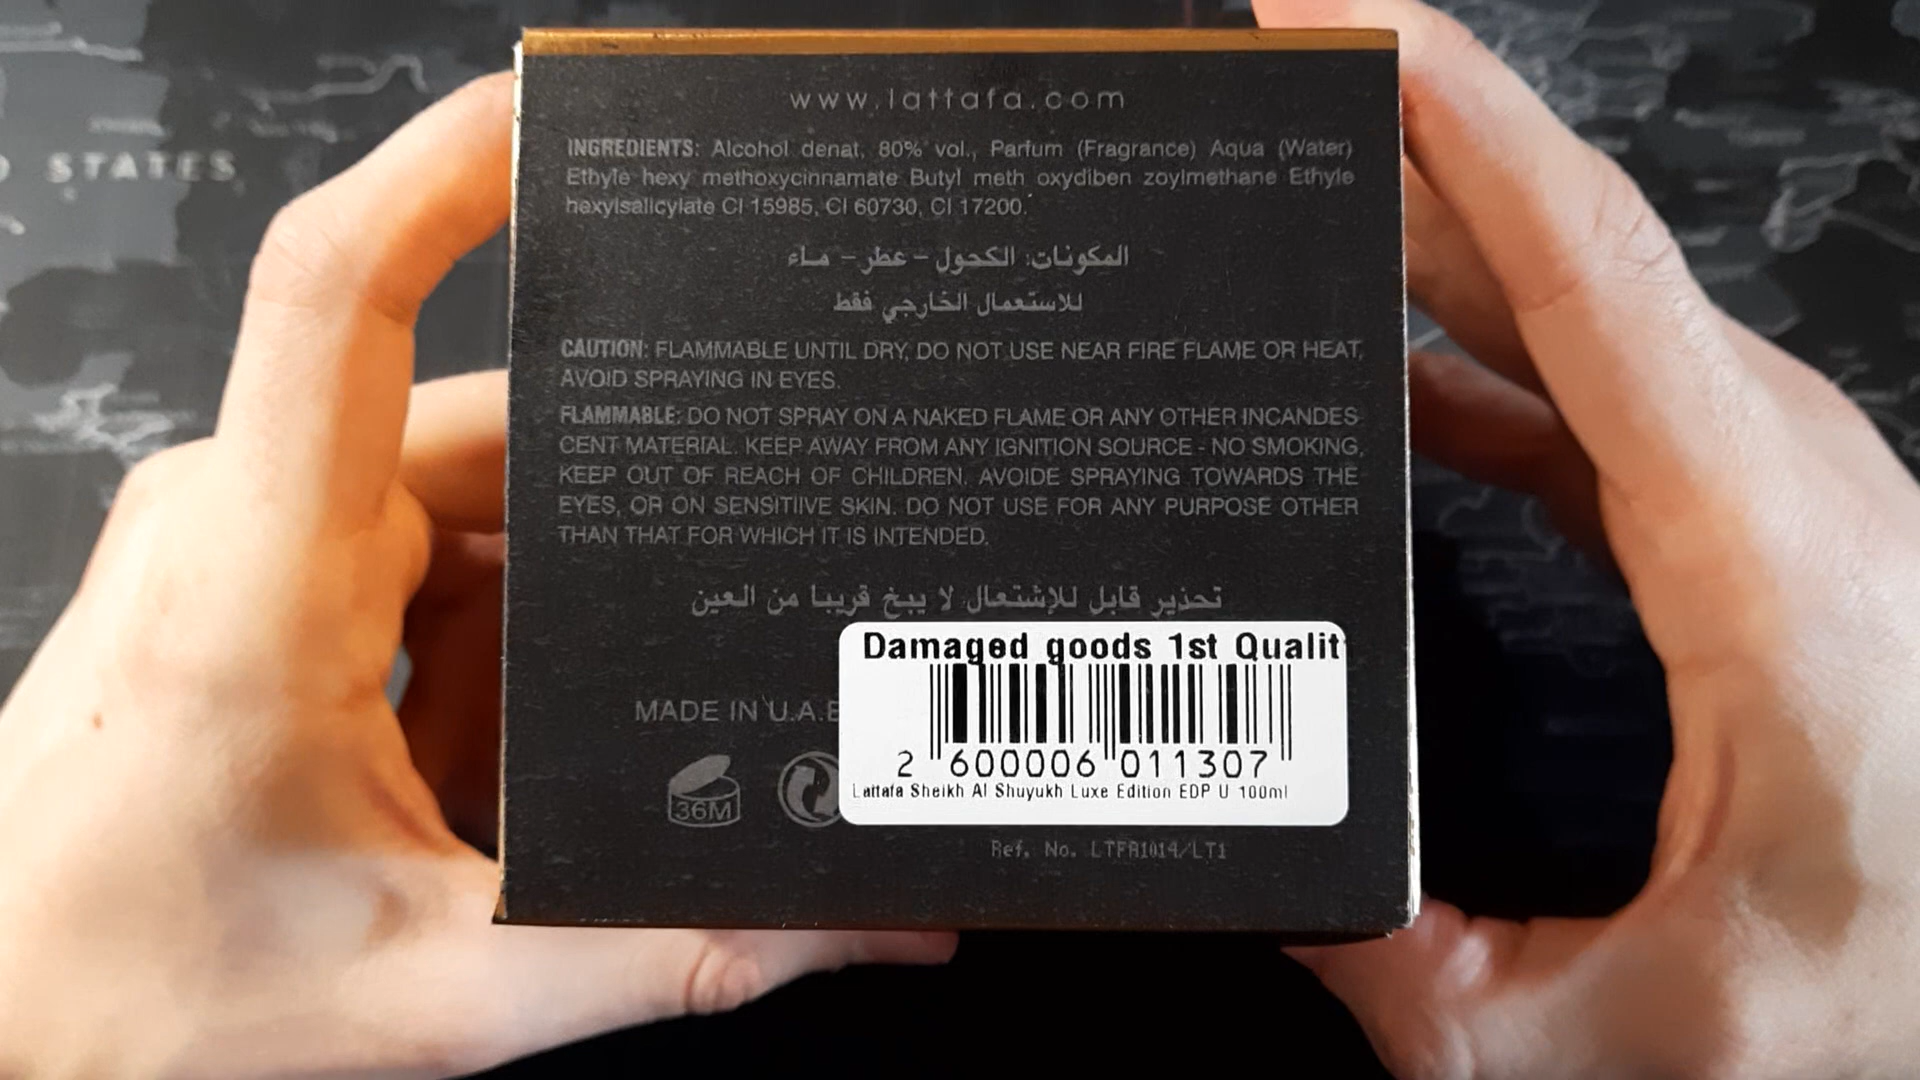 STATES
www.lattafa.com
INGREDIENTS: Alcohol denat, 80% vol., Parfum (Fragrance) Aqua (Water)
Ethyle hexy methoxycinnamate Butyl meth oxydiben zoylmethane Ethyle
hexylsalicylate CI 15985, CI 60730, CI 17200.
المكونات: الكحول - عطر - ماء
للاستعمال الخارجي فقط
CAUTION: FLAMMABLE UNTIL DRY, DO NOT USE NEAR FIRE FLAME OR HEAT,
AVOID SPRAYING IN EYES.
FLAMMABLE: DO NOT SPRAY ON A NAKED FLAME OR ANY OTHER INCANDES
CENT MATERIAL. KEEP AWAY FROM ANY IGNITION SOURCE - NO SMOKING,
KEEP OUT OF REACH OF CHILDREN. AVOIDE SPRAYING TOWARDS THE
EYES, OR ON SENSITIIVE SKIN. DO NOT USE FOR ANY PURPOSE OTHER
THAN THAT FOR WHICH IT IS INTENDED.
تحذير قابل للإشتعال لا يبخ قريبا من العين
Damaged goods 1st Qualit
MADE IN U.A.E
2 600006 011307
Lattafa Sheikh Al Shuyukh Luxe Edition EDP U 100ml
36M
Ref. No. LTFA1014/LT1